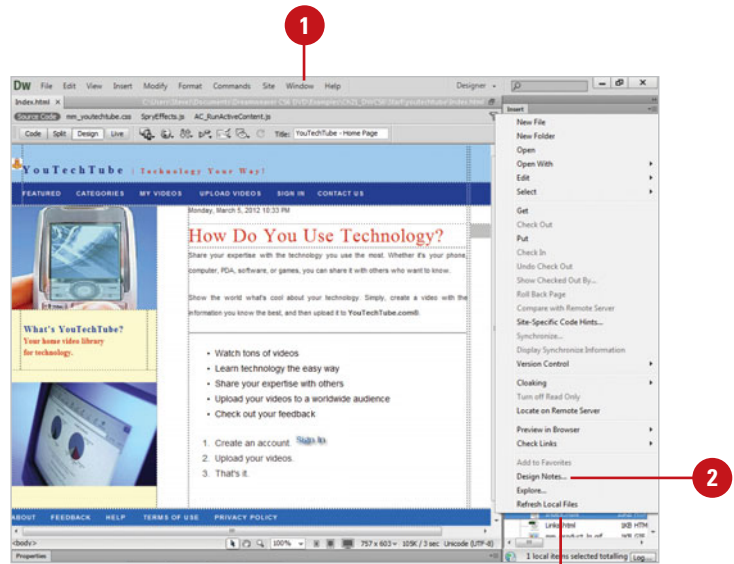 1
DW File Edit View Insert Modify Format Commands Site Window Help Designer
Index.html
Source Code nm_youtechtube.css SpryEffects.js AC_RunActiveContent.js
Code Split Design Live Title: YouTechTube - Home Page
YouTechTube | Technology Your Way!
FEATURED CATEGORIES MY VIDEOS UPLOAD VIDEOS SIGN IN CONTACT US
Monday, March 5, 2012 10:33 PM
How Do You Use Technology?
Share your expertise with the technology you use the most. Whether it's your phone,
computer, PDA, software, or games, you can share it with others who want to know.
Show the world what's cool about your technology. Simply, create a video with the
information you know the best, and then upload it to YouTechTube.com®.
What's YouTechTube?
Your home video library
for technology.
• Watch tons of videos
• Learn technology the easy way
• Share your expertise with others
• Upload your videos to a worldwide audience
• Check out your feedback
1. Create an account. Sign In
2. Upload your videos.
3. That's it.
ABOUT FEEDBACK HELP TERMS OF USE PRIVACY POLICY
<body> 100% 757 x 603 105K / 3 sec Unicode (UTF-8)
Properties
Insert
New File
New Folder
Open
Open With
Edit
Select
Get
Check Out
Put
Check In
Undo Check Out
Show Checked Out By...
Roll Back Page
Compare with Remote Server
Site-Specific Code Hints...
Synchronize...
Display Synchronize Information
Version Control
Cloaking
Turn off Read Only
Locate on Remote Server
Preview in Browser
Check Links
Add to Favorites
Design Notes...
2
Explore...
Refresh Local Files
Links.html 1KB HTM
1 local items selected totalling Log...